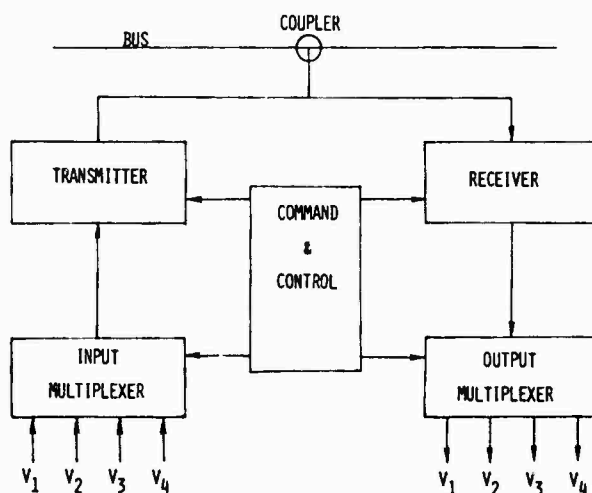 COUPLER
BUS
TRANSMITTER
RECEIVER
COMMAND
&
CONTROL
INPUT
MULTIPLEXER
OUTPUT
MULTIPLEXER
V1 V2 V3 V4
V1 V2 V3 V4